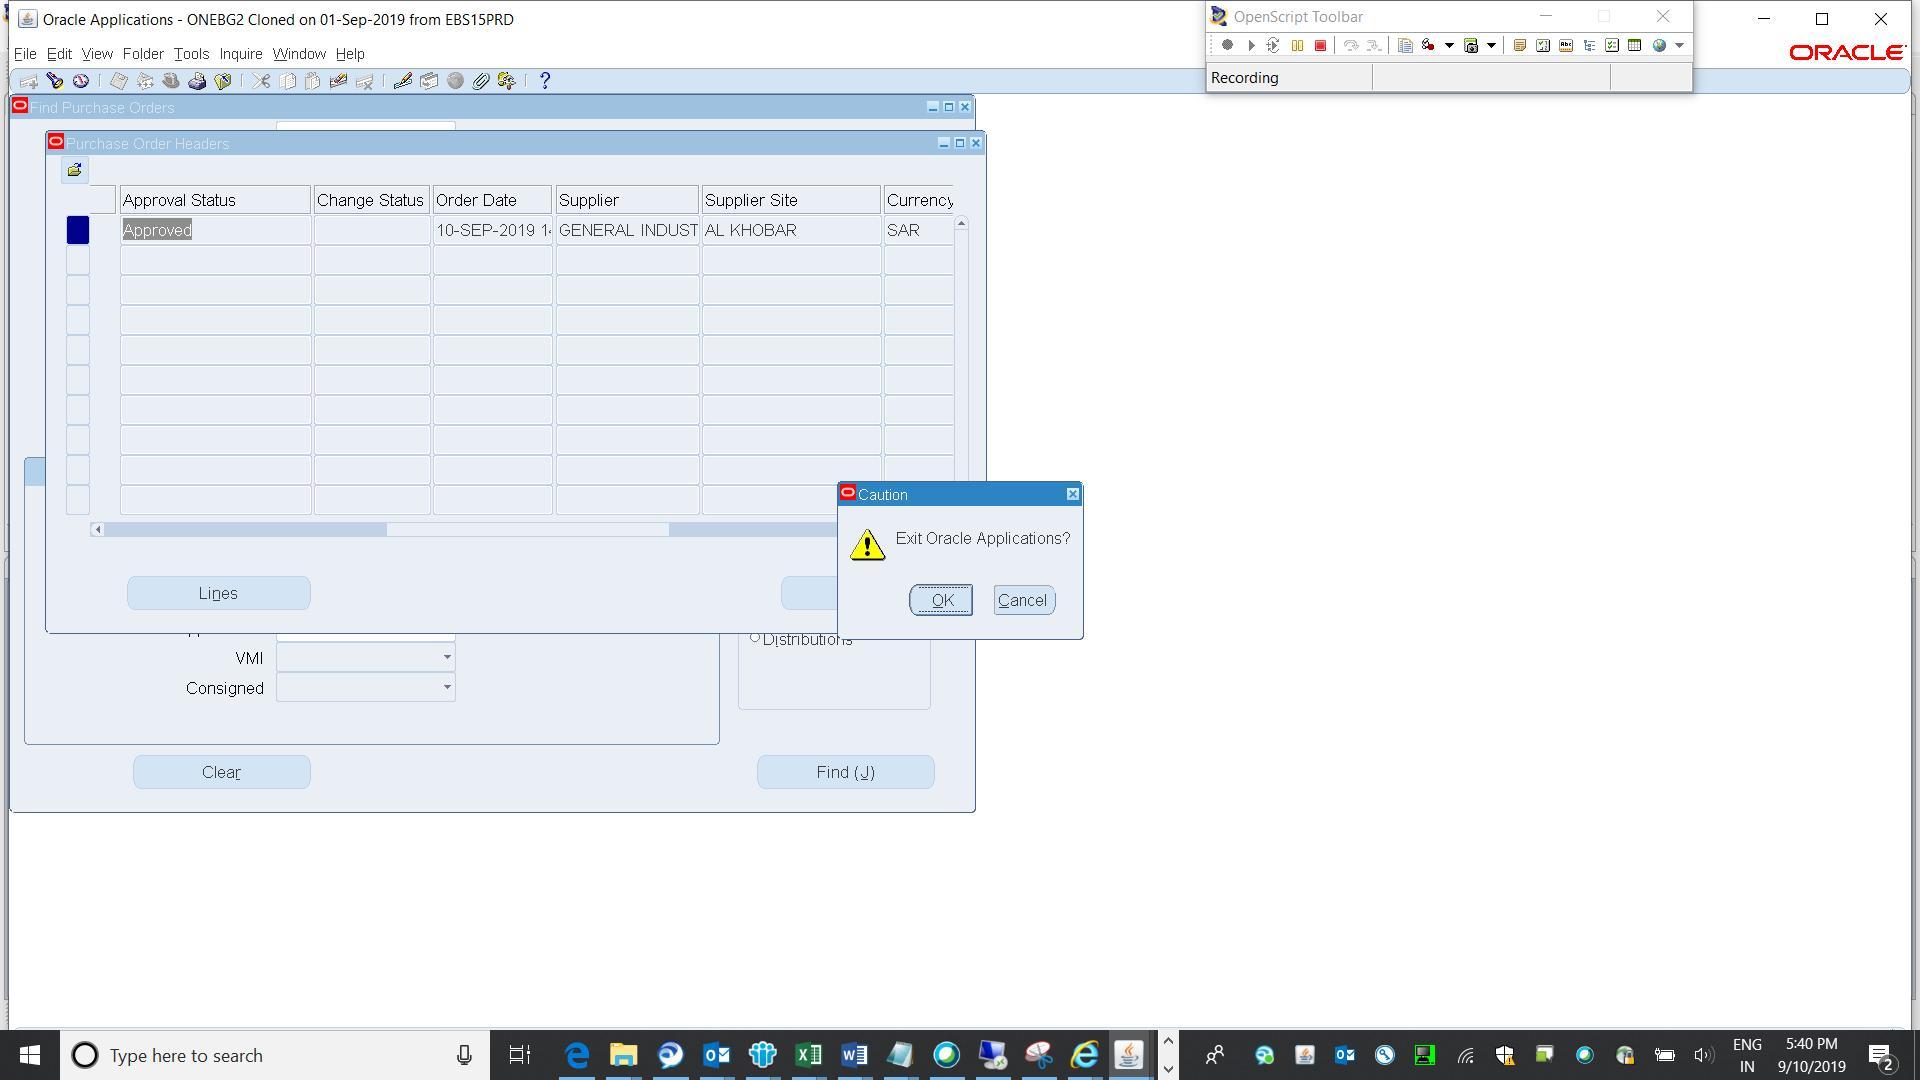 Oracle Applications - ONEBG2 Cloned on 01-Sep-2019 from EBS15PRD
OpenScript Toolbar
File Edit View Folder Tools Inquire Window Help
ORACLE
Recording
Find Purchase Orders
Purchase Order Headers
Approval Status Change Status Order Date Supplier Supplier Site Currency
Approved 10-SEP-2019 14 GENERAL INDUST AL KHOBAR SAR
Caution
Exit Oracle Applications?
OK Cancel
Lines
Distributions
VMI
Consigned
Clear
Find (J)
Type here to search
ENG
IN
5:40 PM
9/10/2019
2